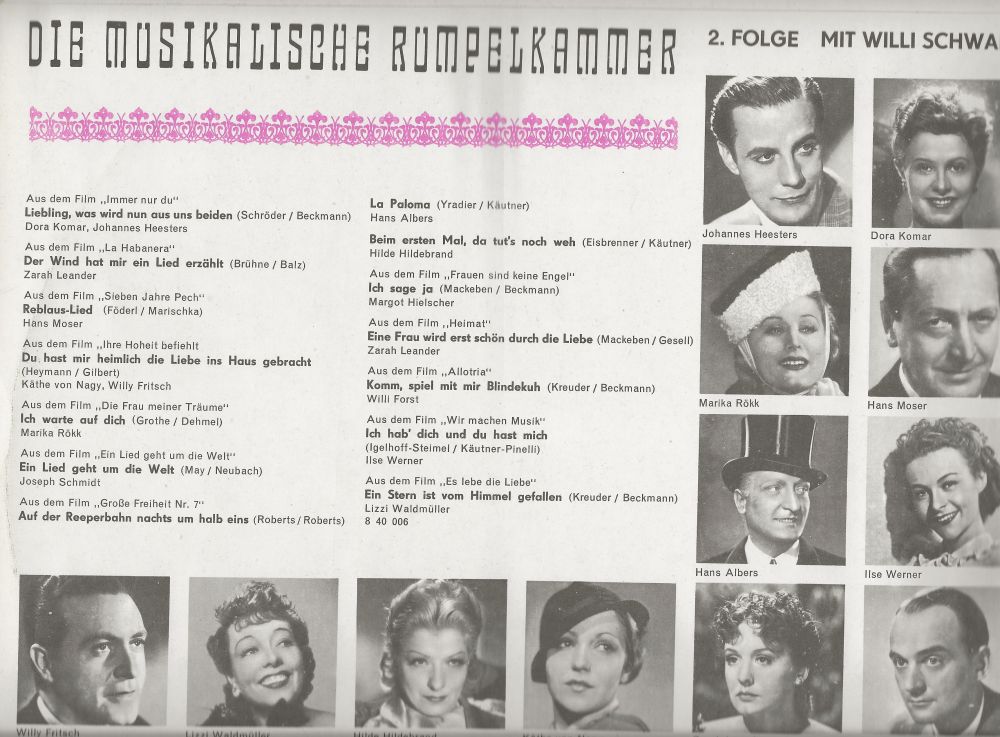 DIE MUSIKALISCHE RUMPELKAMMER
2. FOLGE MIT WILLI SCHWA
Aus dem Film „Immer nur du"
Liebling, was wird nun aus uns beiden (Schröder / Beckmann)
Dora Komar, Johannes Heesters
Aus dem Film „La Habanera"
Der Wind hat mir ein Lied erzählt (Brühne / Balz)
Zarah Leander
Aus dem Film „Sieben Jahre Pech"
Reblaus-Lied (Föderl / Marischka)
Hans Moser
Aus dem Film „Ihre Hoheit befiehlt
Du hast mir heimlich die Liebe ins Haus gebracht
(Heymann / Gilbert)
Käthe von Nagy, Willy Fritsch
Aus dem Film „Die Frau meiner Träume"
Ich warte auf dich (Grothe / Dehmel)
Marika Rökk
Aus dem Film „Ein Lied geht um die Welt"
Ein Lied geht um die Welt (May / Neubach)
Joseph Schmidt
Aus dem Film „Große Freiheit Nr. 7"
Auf der Reeperbahn nachts um halb eins (Roberts / Roberts)
La Paloma (Yradier / Käutner)
Hans Albers
Beim ersten Mal, da tut's noch weh (Eisbrenner / Käutner)
Hilde Hildebrand
Aus dem Film „Frauen sind keine Engel"
Ich sage ja (Mackeben / Beckmann)
Margot Hielscher
Aus dem Film „Heimat"
Eine Frau wird erst schön durch die Liebe (Mackeben / Gesell)
Zarah Leander
Aus dem Film „Allotria"
Komm, spiel mit mir Blindekuh (Kreuder / Beckmann)
Willi Forst
Aus dem Film „Wir machen Musik"
Ich hab' dich und du hast mich
(Igelhoff-Steimel / Käutner-Pinelli)
Ilse Werner
Aus dem Film „Es lebe die Liebe"
Ein Stern ist vom Himmel gefallen (Kreuder / Beckmann)
Lizzi Waldmüller
8 40 006
Johannes Heesters
Dora Komar
Marika Rökk
Hans Moser
Hans Albers
Ilse Werner
Willy Fritsch
Lizzi Waldmüller
Hilde Hildebrand